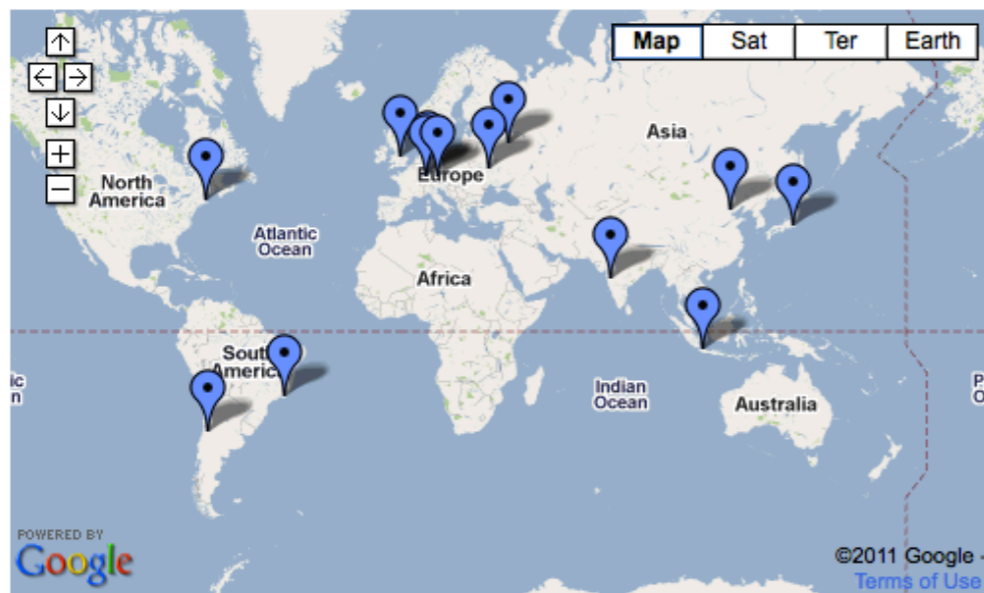 Map Sat Ter Earth
Asia
North
America
Europe
Atlantic
Ocean
Africa
South
America
ic
n
Indian
Ocean
Australia
P
O
POWERED BY
Google
©2011 Google -
Terms of Use